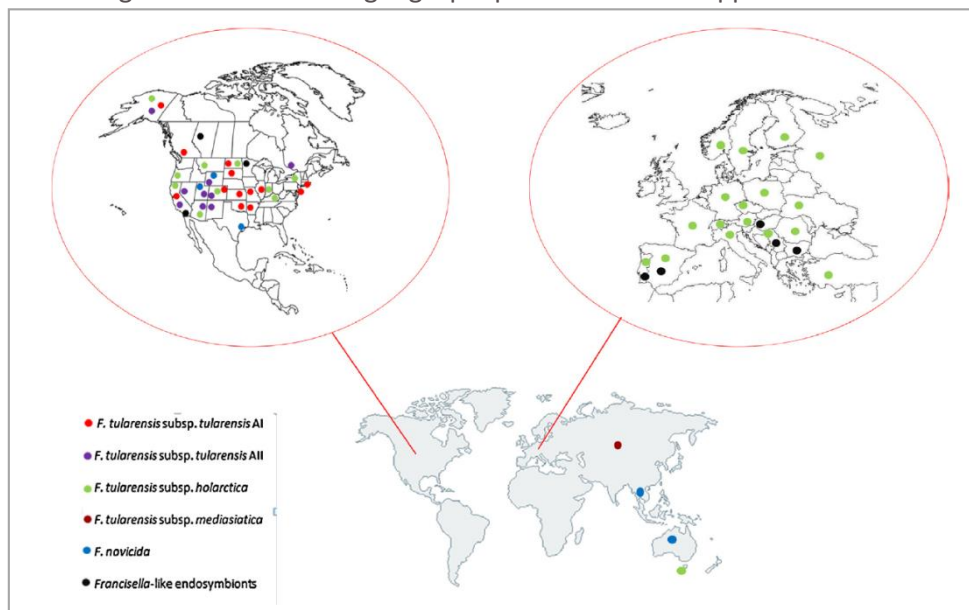 F. tularensis subsp. tularensis AI
F. tularensis subsp. tularensis AII
F. tularensis subsp. holarctica
F. tularensis subsp. mediasiatica
F. novicida
Francisella-like endosymbionts